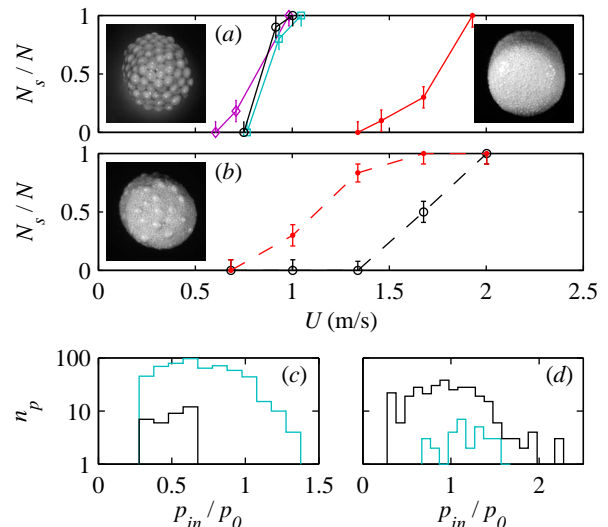 1
(a)
N_s / N
0.5
0
1
(b)
N_s / N
0.5
0
0 0.5 1 1.5 2 2.5
U (m/s)
100 (c) (d)
n_p
10
1
0 0.5 1 1.5 0 1 2
p_in / p_0 p_in / p_0